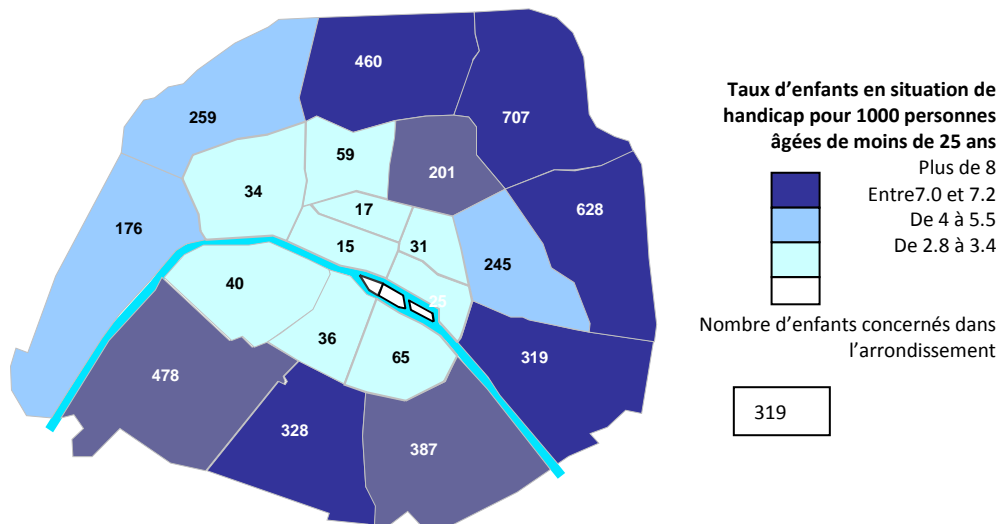 460
707
259
59
201
34
17
628
176
15
31
245
40
25
36
65
319
478
328
387
Taux d'enfants en situation de
handicap pour 1000 personnes
âgées de moins de 25 ans
Plus de 8
Entre7.0 et 7.2
De 4 à 5.5
De 2.8 à 3.4
Nombre d'enfants concernés dans
l'arrondissement
319